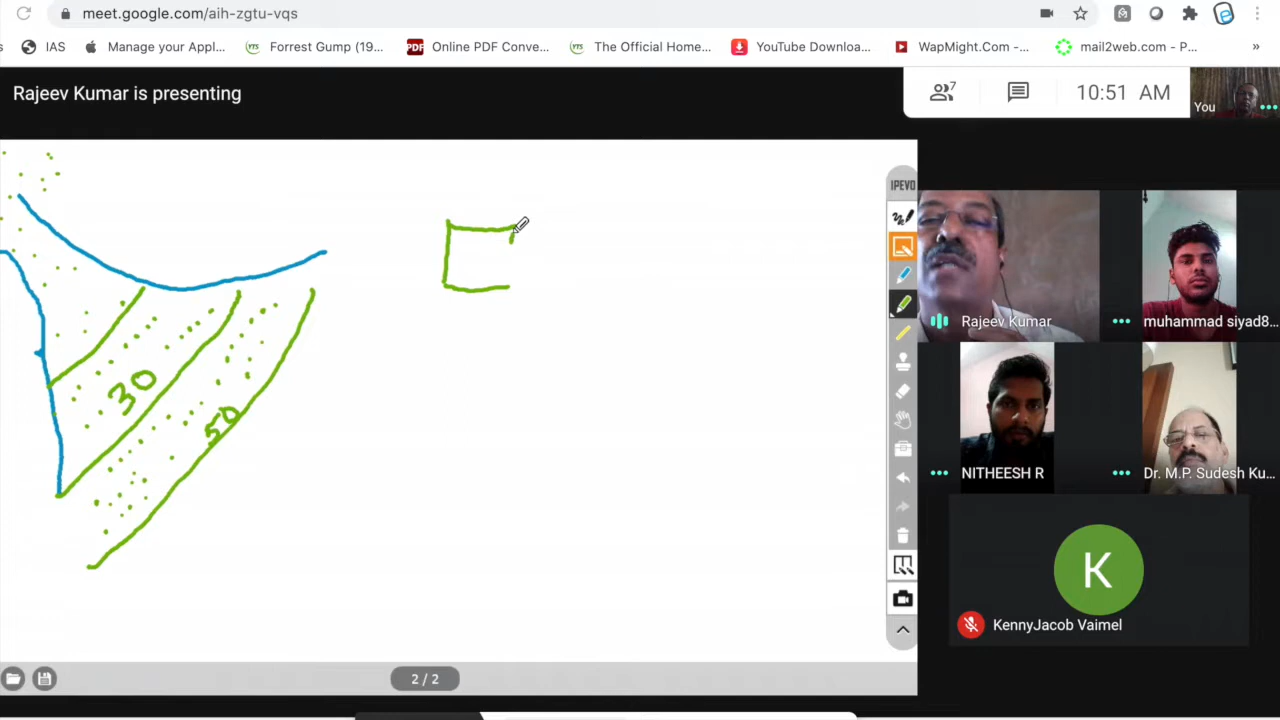 meet.google.com/aih-zgtu-vqs
IAS
Manage your Appl...
Forrest Gump (19...
PDF
Online PDF Conve...
The Official Home...
YouTube Downloa...
WapMight.Com -...
mail2web.com - P...
»
Rajeev Kumar is presenting
7
10:51 AM
You
IPEVO
30
50
Rajeev Kumar
muhammad siyad8...
NITHEESH R
Dr. M.P. Sudesh Ku...
K
KennyJacob Vaimel
2 / 2